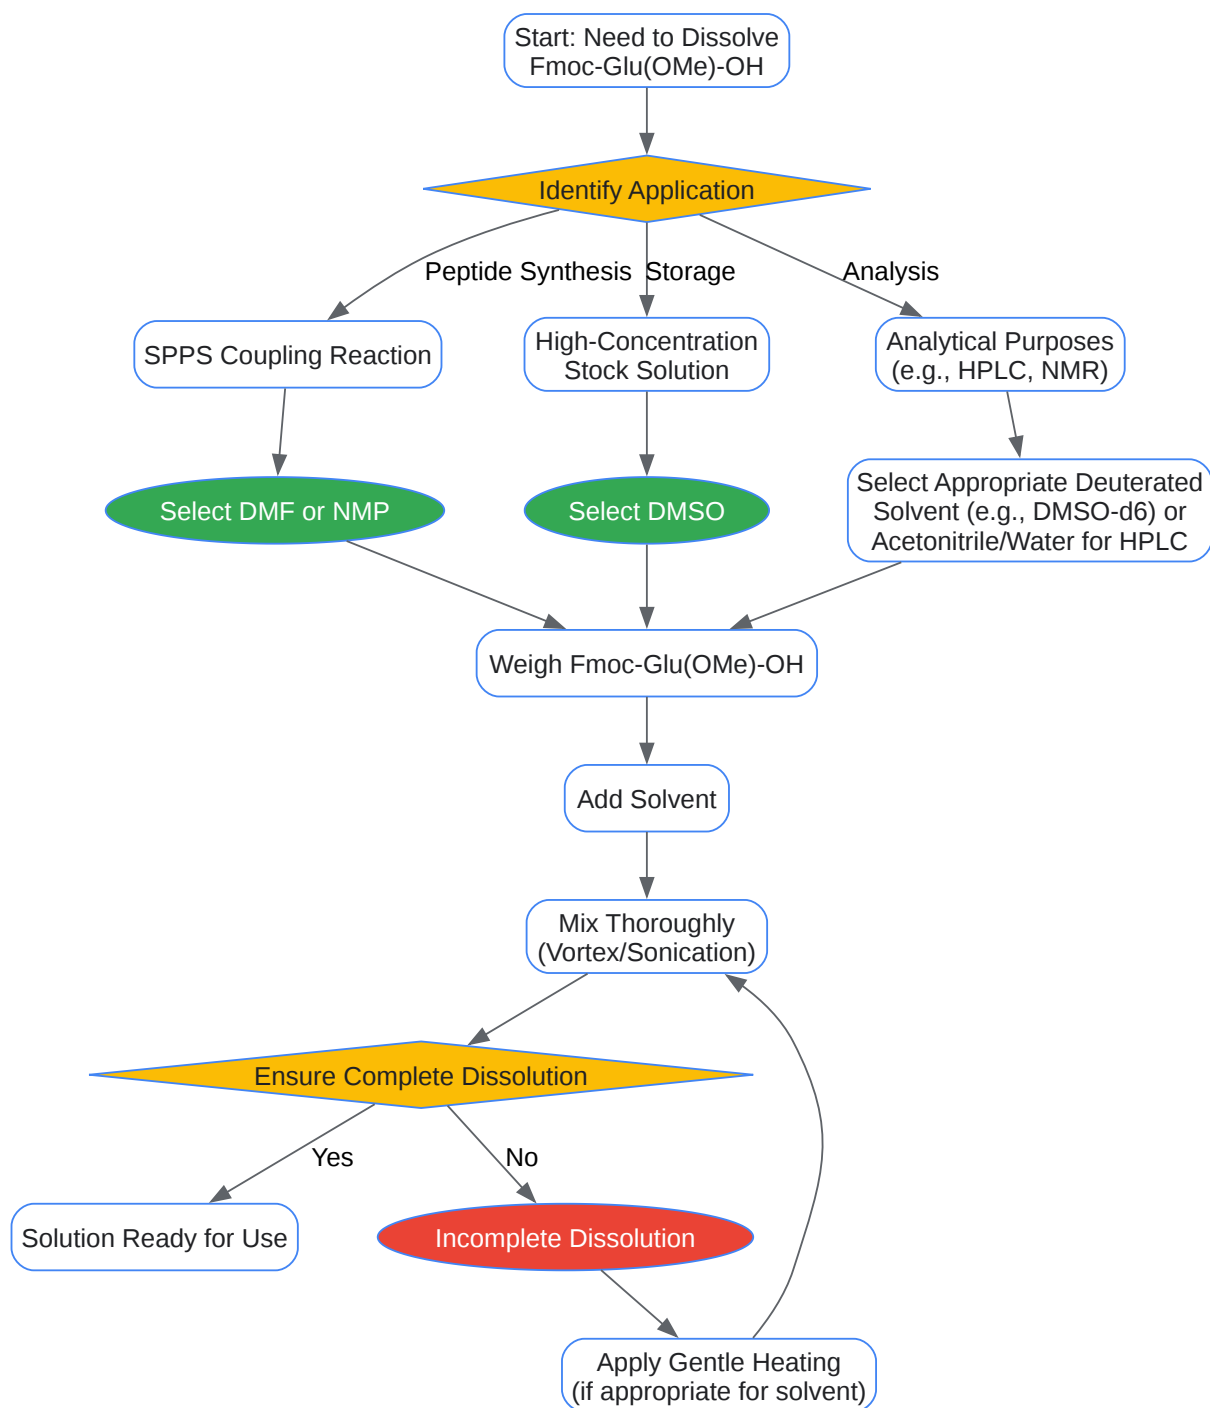 Start: Need to Dissolve
Fmoc-Glu(OMe)-OH
Identify Application
Peptide Synthesis
Storage
Analysis
SPPS Coupling Reaction
High-Concentration
Stock Solution
Analytical Purposes
(e.g., HPLC, NMR)
Select DMF or NMP
Select DMSO
Select Appropriate Deuterated
Solvent (e.g., DMSO-d6) or
Acetonitrile/Water for HPLC
Weigh Fmoc-Glu(OMe)-OH
Add Solvent
Mix Thoroughly
(Vortex/Sonication)
Ensure Complete Dissolution
Yes
No
Solution Ready for Use
Incomplete Dissolution
Apply Gentle Heating
(if appropriate for solvent)